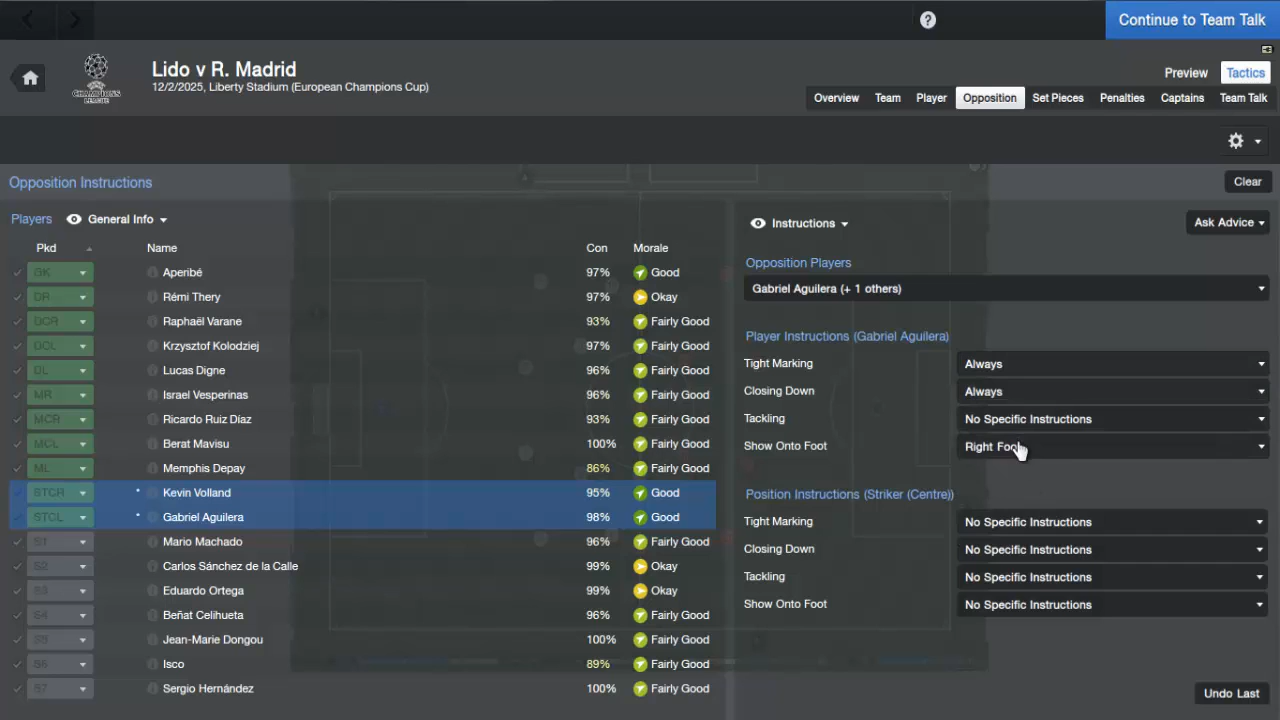 Continue to Team Talk
Lido v R. Madrid
12/2/2025, Liberty Stadium (European Champions Cup)
CHAMPIONS
LEAGUE
Preview Tactics
Overview Team Player Opposition Set Pieces Penalties Captains Team Talk
Opposition Instructions Clear
Players General Info Instructions Ask Advice
Pkd Name Con Morale
GK Aperibé 97% Good
DR Rémi Thery 97% Okay
DCR Raphaël Varane 93% Fairly Good
DCL Krzysztof Kolodziej 97% Fairly Good
DL Lucas Digne 96% Fairly Good
MR Israel Vesperinas 96% Fairly Good
MCR Ricardo Ruiz Díaz 93% Fairly Good
MCL Berat Mavisu 100% Fairly Good
ML Memphis Depay 86% Fairly Good
STCR Kevin Volland 95% Good
STCL Gabriel Aguilera 98% Good
S1 Mario Machado 96% Fairly Good
S2 Carlos Sánchez de la Calle 99% Okay
S3 Eduardo Ortega 99% Okay
S4 Beñat Celihueta 96% Fairly Good
S5 Jean-Marie Dongou 100% Fairly Good
S6 Isco 89% Fairly Good
S7 Sergio Hernández 100% Fairly Good
Opposition Players
Gabriel Aguilera (+ 1 others)
Player Instructions (Gabriel Aguilera)
Tight Marking Always
Closing Down Always
Tackling No Specific Instructions
Show Onto Foot Right Foot
Position Instructions (Striker (Centre))
Tight Marking No Specific Instructions
Closing Down No Specific Instructions
Tackling No Specific Instructions
Show Onto Foot No Specific Instructions
Undo Last